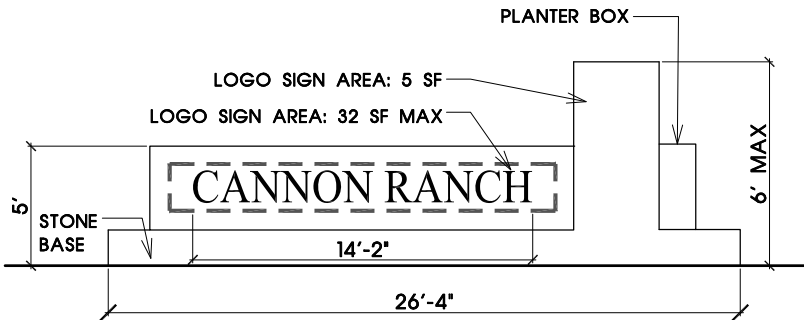 PLANTER BOX
LOGO SIGN AREA: 5 SF
LOGO SIGN AREA: 32 SF MAX
CANNON RANCH
5'
6' MAX
STONE
BASE
14'-2"
26'-4"